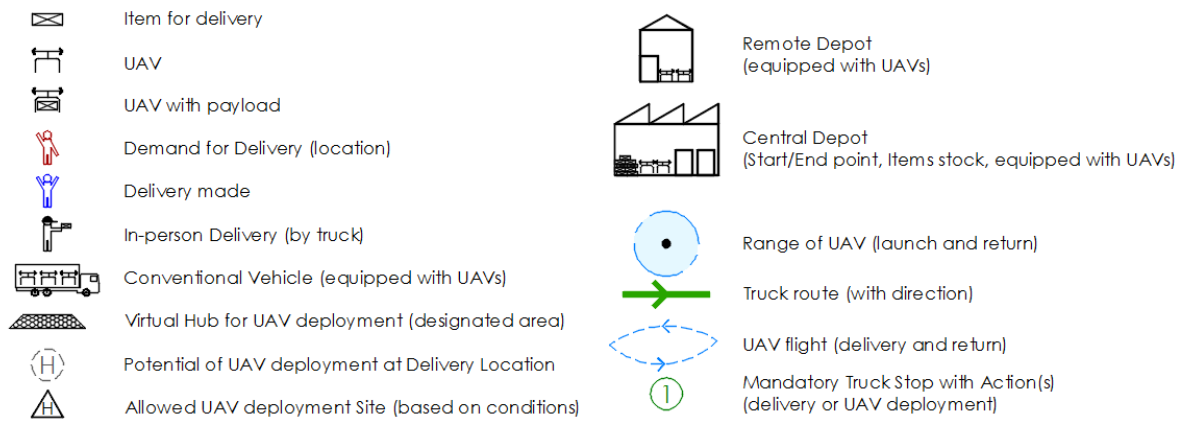 Item for delivery
UAV
UAV with payload
Demand for Delivery (location)
Delivery made
In-person Delivery (by truck)
Conventional Vehicle (equipped with UAVs)
Virtual Hub for UAV deployment (designated area)
H
Potential of UAV deployment at Delivery Location
H
Allowed UAV deployment Site (based on conditions)
Remote Depot
(equipped with UAVs)
Central Depot
(Start/End point, Items stock, equipped with UAVs)
Range of UAV (launch and return)
Truck route (with direction)
UAV flight (delivery and return)
1
Mandatory Truck Stop with Action(s)
(delivery or UAV deployment)